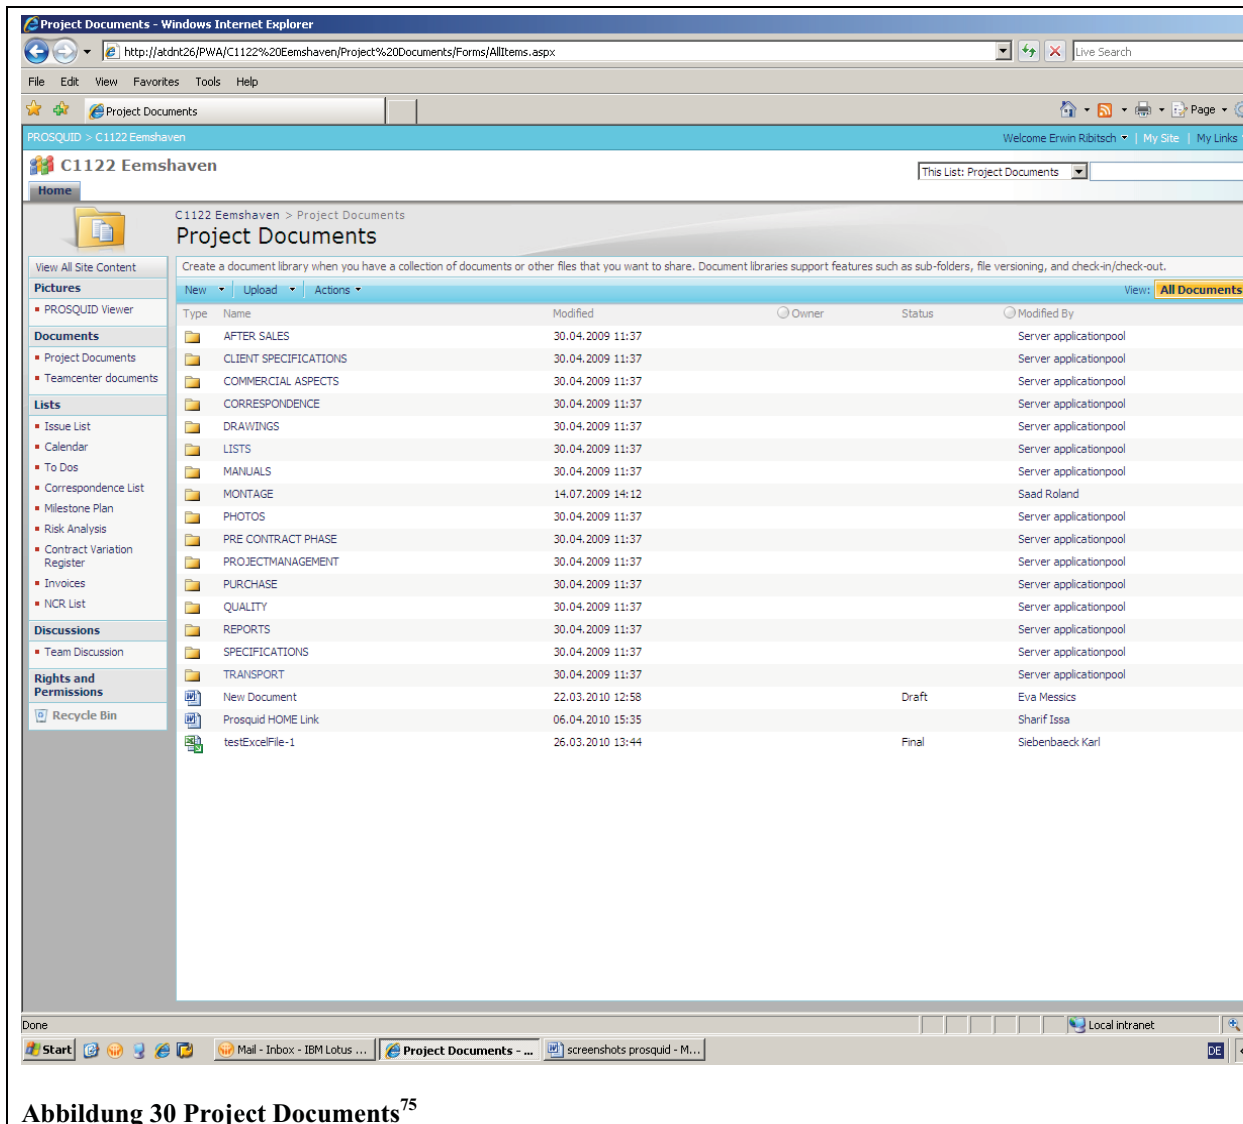 Project Documents - Windows Internet Explorer
http://atdnt26/PWA/C1122%20Eemshaven/Project%20Documents/Forms/AllItems.aspx
Live Search
File Edit View Favorites Tools Help
Project Documents
Page
PROSQUID > C1122 Eemshaven
Welcome Erwin Ribitsch | My Site | My Links
C1122 Eemshaven
This List: Project Documents
Home
C1122 Eemshaven > Project Documents
Project Documents
View All Site Content
Create a document library when you have a collection of documents or other files that you want to share. Document libraries support features such as sub-folders, file versioning, and check-in/check-out.
Pictures
PROSQUID Viewer
Documents
Project Documents
Teamcenter documents
Lists
Issue List
Calendar
To Dos
Correspondence List
Milestone Plan
Risk Analysis
Contract Variation
Register
Invoices
NCR List
Discussions
Team Discussion
Rights and
Permissions
Recycle Bin
New Upload Actions View: All Documents
Type Name Modified Owner Status Modified By
AFTER SALES 30.04.2009 11:37 Server applicationpool
CLIENT SPECIFICATIONS 30.04.2009 11:37 Server applicationpool
COMMERCIAL ASPECTS 30.04.2009 11:37 Server applicationpool
CORRESPONDENCE 30.04.2009 11:37 Server applicationpool
DRAWINGS 30.04.2009 11:37 Server applicationpool
LISTS 30.04.2009 11:37 Server applicationpool
MANUALS 30.04.2009 11:37 Server applicationpool
MONTAGE 14.07.2009 14:12 Saad Roland
PHOTOS 30.04.2009 11:37 Server applicationpool
PRE CONTRACT PHASE 30.04.2009 11:37 Server applicationpool
PROJECTMANAGEMENT 30.04.2009 11:37 Server applicationpool
PURCHASE 30.04.2009 11:37 Server applicationpool
QUALITY 30.04.2009 11:37 Server applicationpool
REPORTS 30.04.2009 11:37 Server applicationpool
SPECIFICATIONS 30.04.2009 11:37 Server applicationpool
TRANSPORT 30.04.2009 11:37 Server applicationpool
New Document 22.03.2010 12:58 Draft Eva Messics
Prosquid HOME Link 06.04.2010 15:35 Sharif Issa
testExcelFile-1 26.03.2010 13:44 Final Siebenbaeck Karl
Done
Local intranet
Start Mail - Inbox - IBM Lotus ... Project Documents - ... screenshots prosquid - M... DE
Abbildung 30 Project Documents75